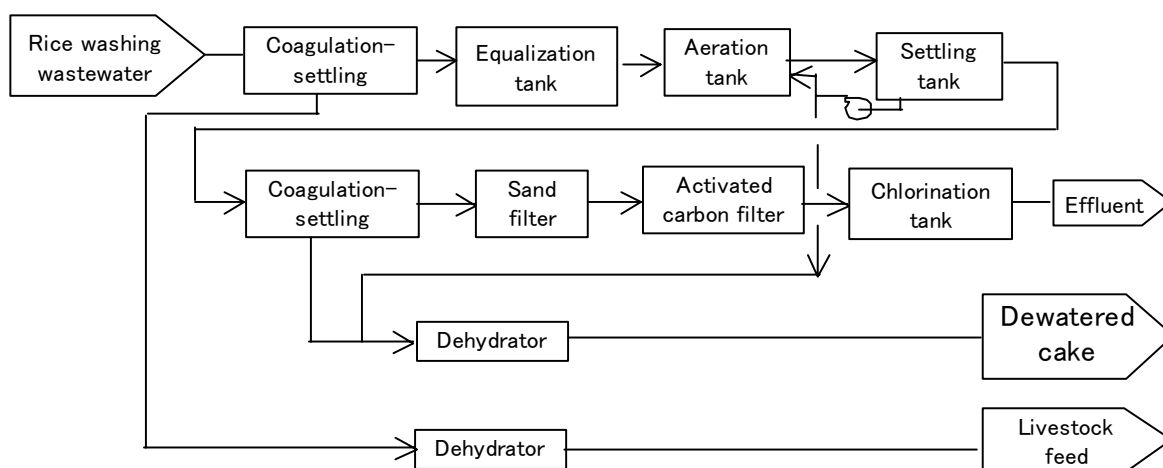 Rice washing
wastewater
Coagulation-
settling
Equalization
tank
Aeration
tank
Settling
tank
Coagulation-
settling
Sand
filter
Activated
carbon filter
Chlorination
tank
Effluent
Dehydrator
Dewatered
cake
Dehydrator
Livestock
feed